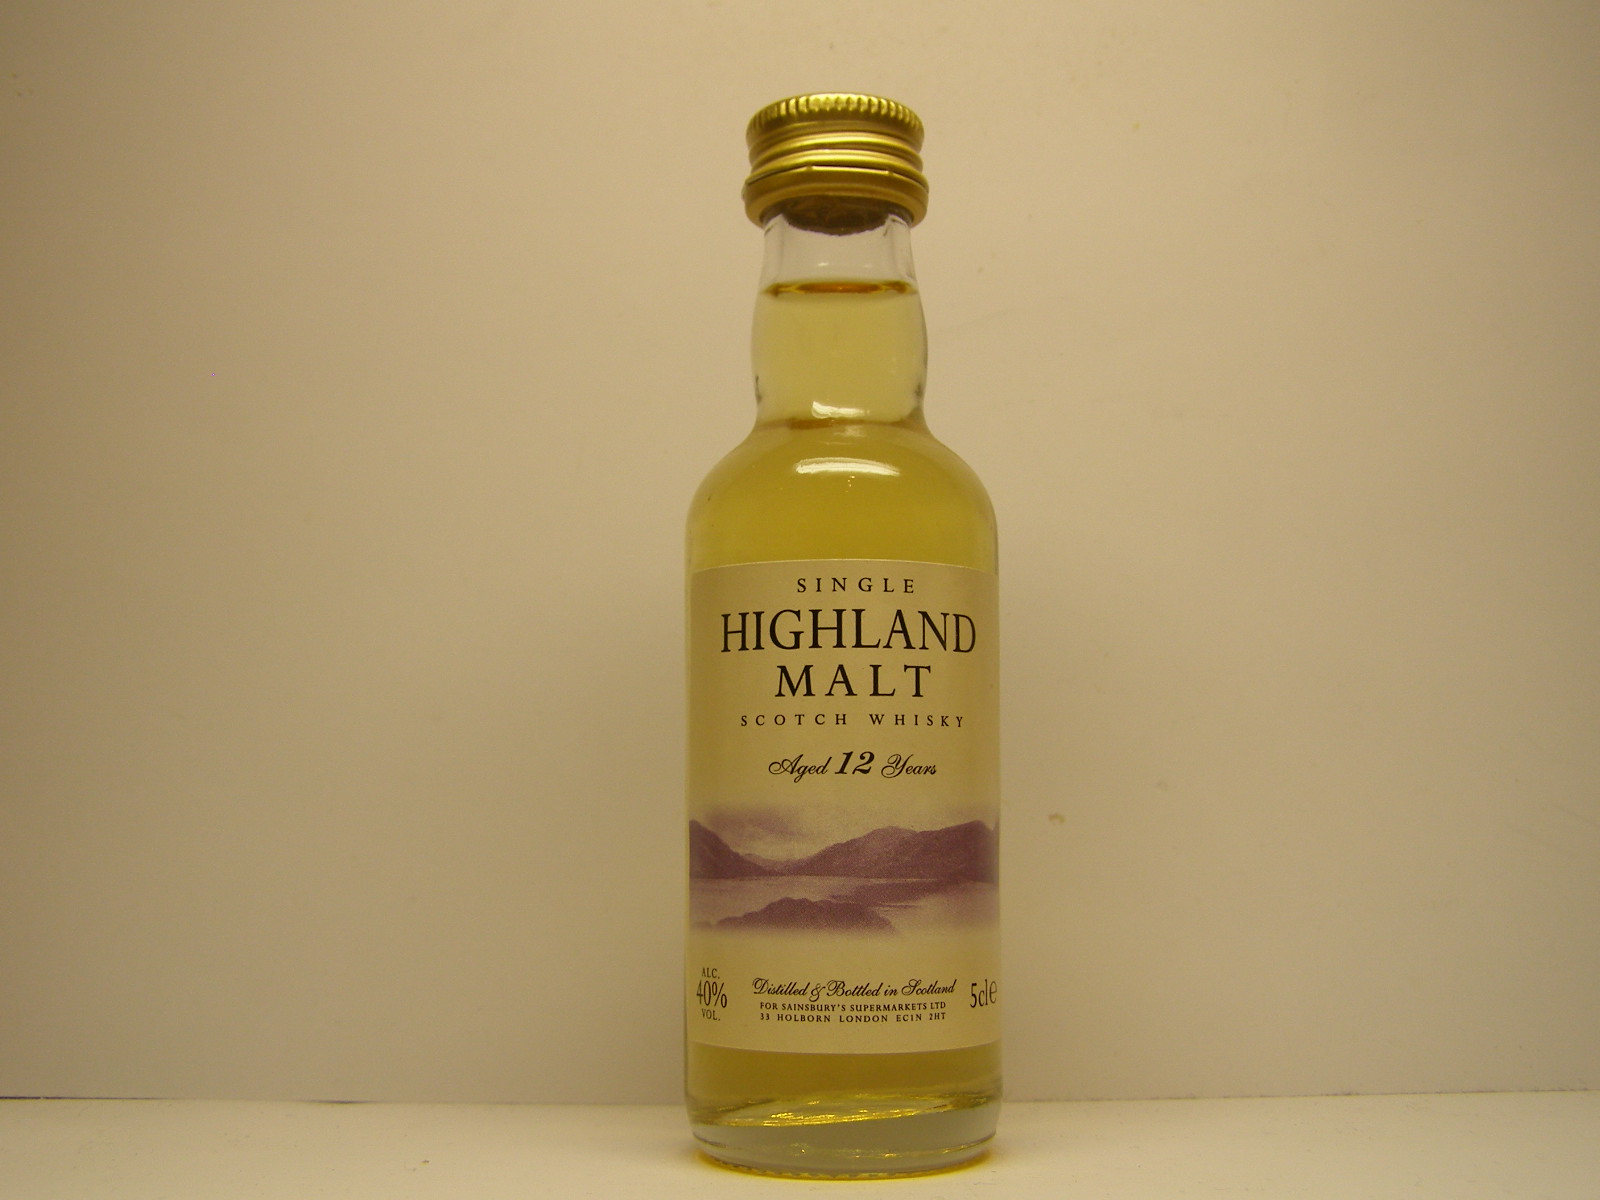 SINGLE
HIGHLAND
MALT
SCOTCH WHISKY
Aged 12 Years
ALC.
40%
VOL.
Distilled & Bottled in Scotland
FOR SAINSBURY'S SUPERMARKETS LTD
33 HOLBORN LONDON EC1N 2HT
5cl e